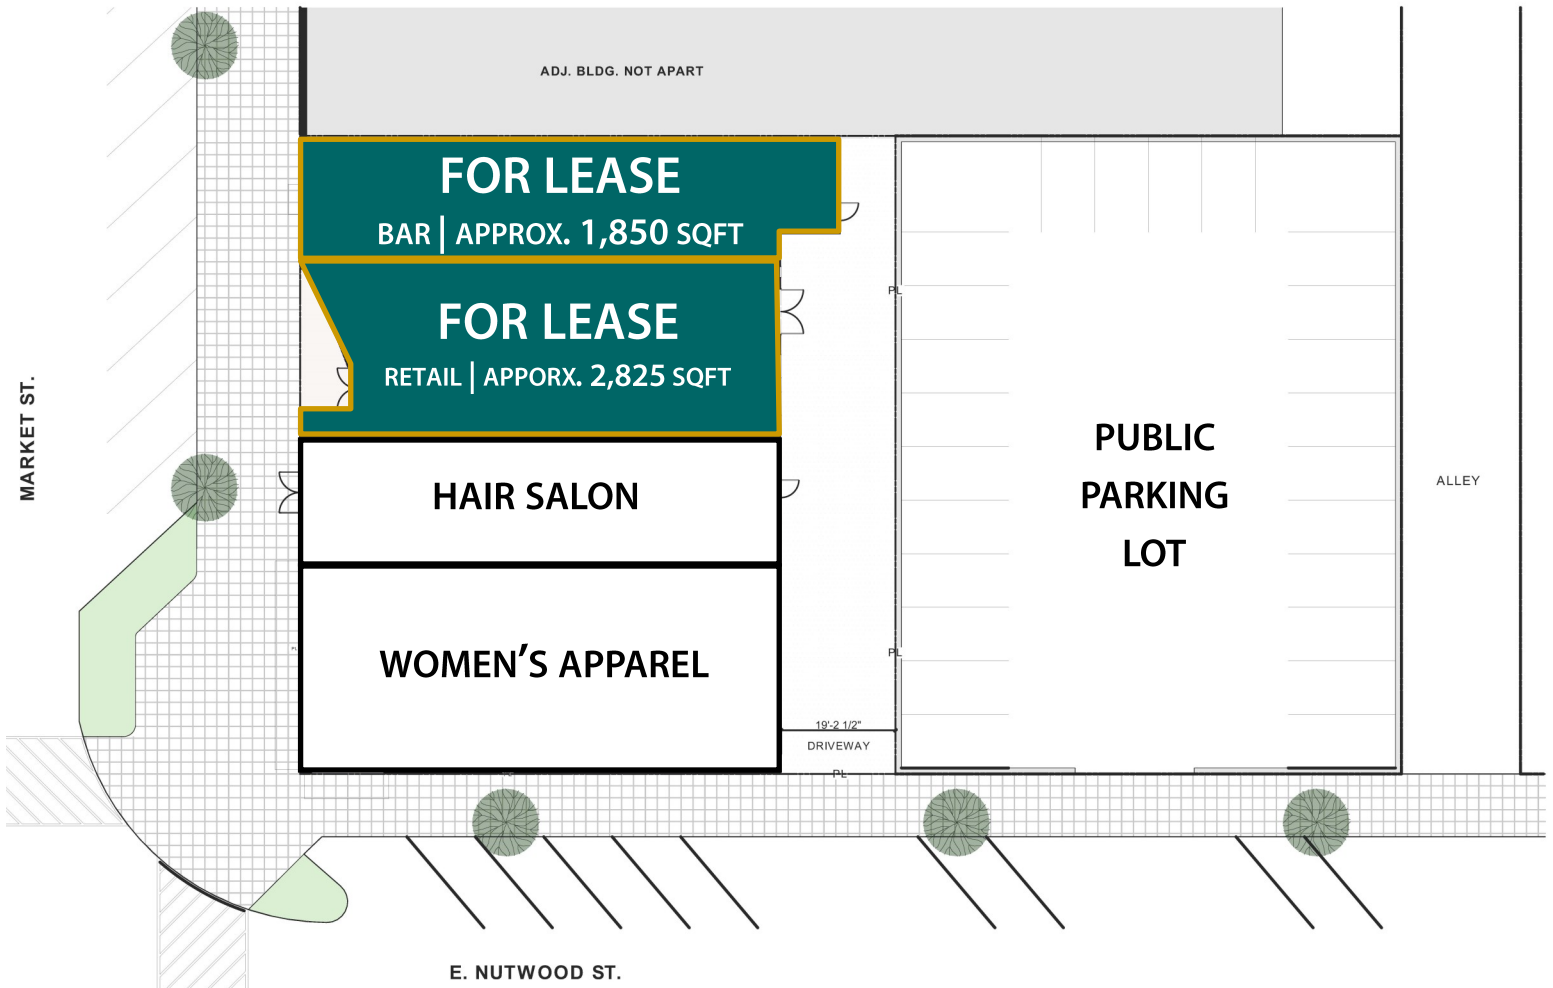 ADJ. BLDG. NOT APART
FOR LEASE
BAR | APPROX. 1,850 SQFT
FOR LEASE
RETAIL | APPORX. 2,825 SQFT
HAIR SALON
WOMEN'S APPAREL
PUBLIC
PARKING
LOT
ALLEY
MARKET ST.
PL
PL
19'-2 1/2"
DRIVEWAY
PL
E. NUTWOOD ST.